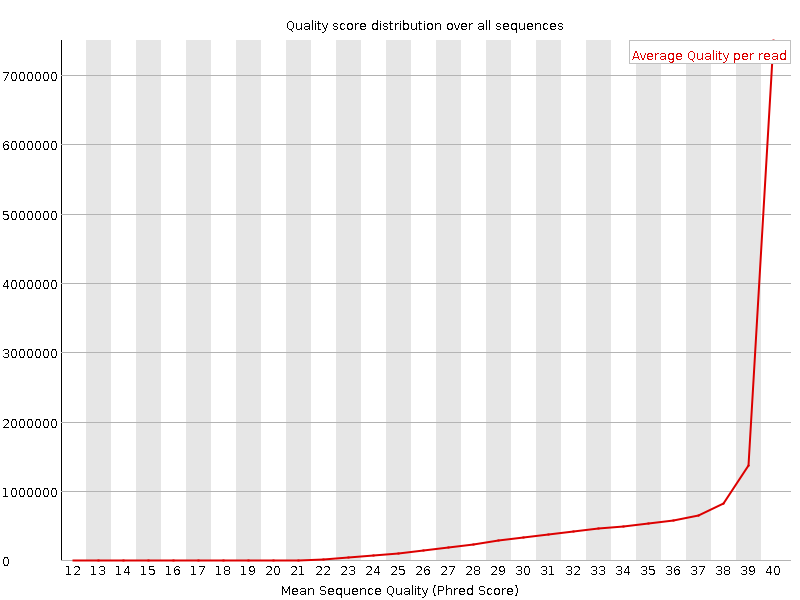 Quality score distribution over all sequences
Average Quality per read
7000000
6000000
5000000
4000000
3000000
2000000
1000000
0
12 13 14 15 16 17 18 19 20 21 22 23 24 25 26 27 28 29 30 31 32 33 34 35 36 37 38 39 40
Mean Sequence Quality (Phred Score)